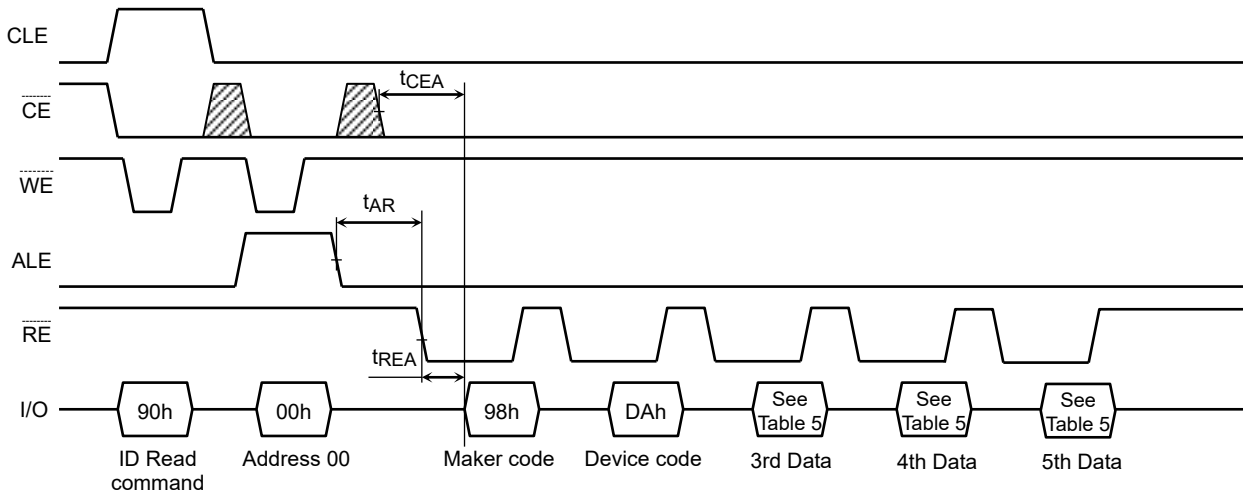 CLE
tCEA
CE
WE
tAR
ALE
RE
tREA
I/O
90h
00h
98h
DAh
See
Table 5
See
Table 5
See
Table 5
ID Read
command
Address 00
Maker code
Device code
3rd Data
4th Data
5th Data